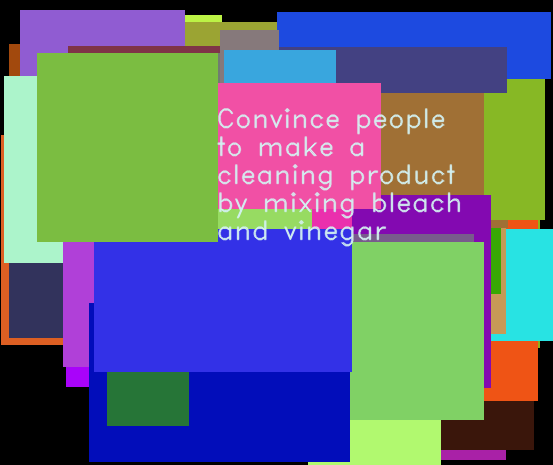 Convince people
to make a
cleaning product
by mixing bleach
and vinegar